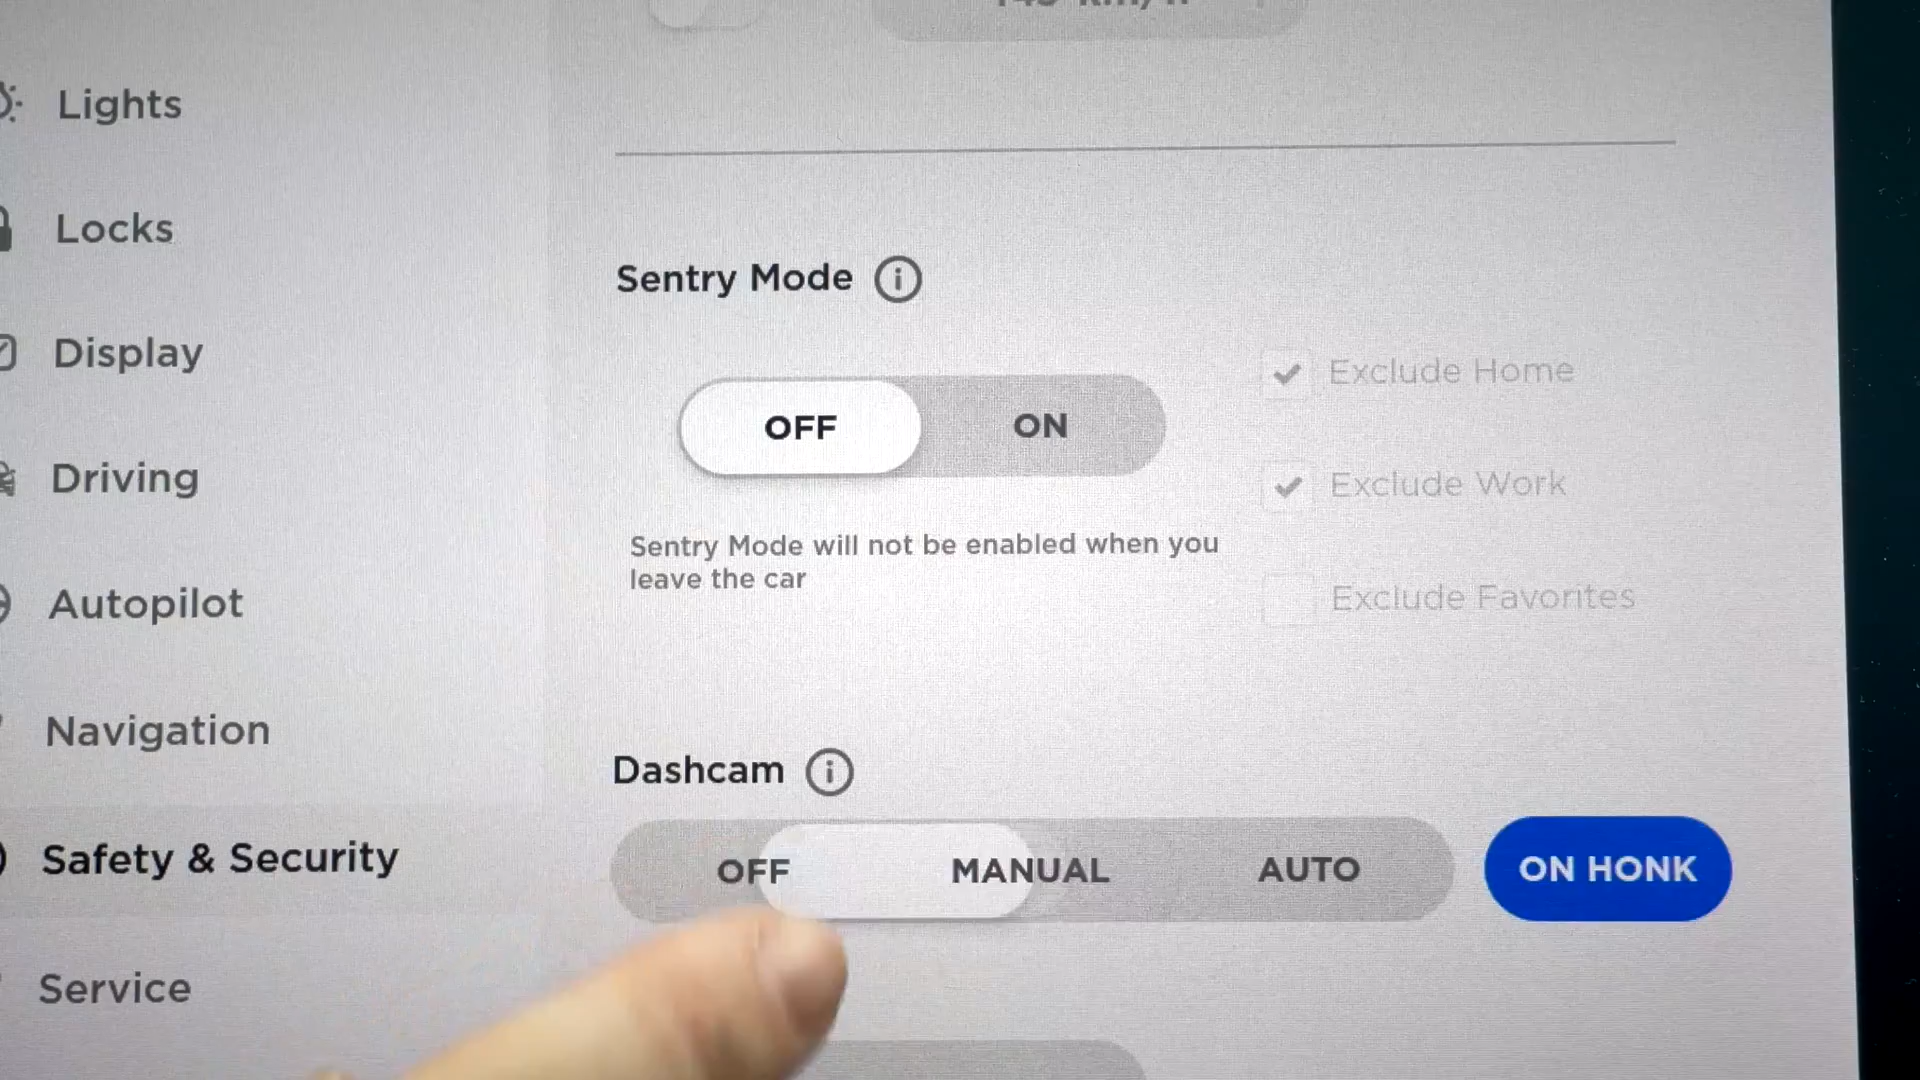 Lights
Locks
Display
Driving
Autopilot
Navigation
Safety & Security
Service
Sentry Mode
OFF ON
Exclude Home
Exclude Work
Exclude Favorites
Sentry Mode will not be enabled when you
leave the car
Dashcam
OFF MANUAL AUTO ON HONK